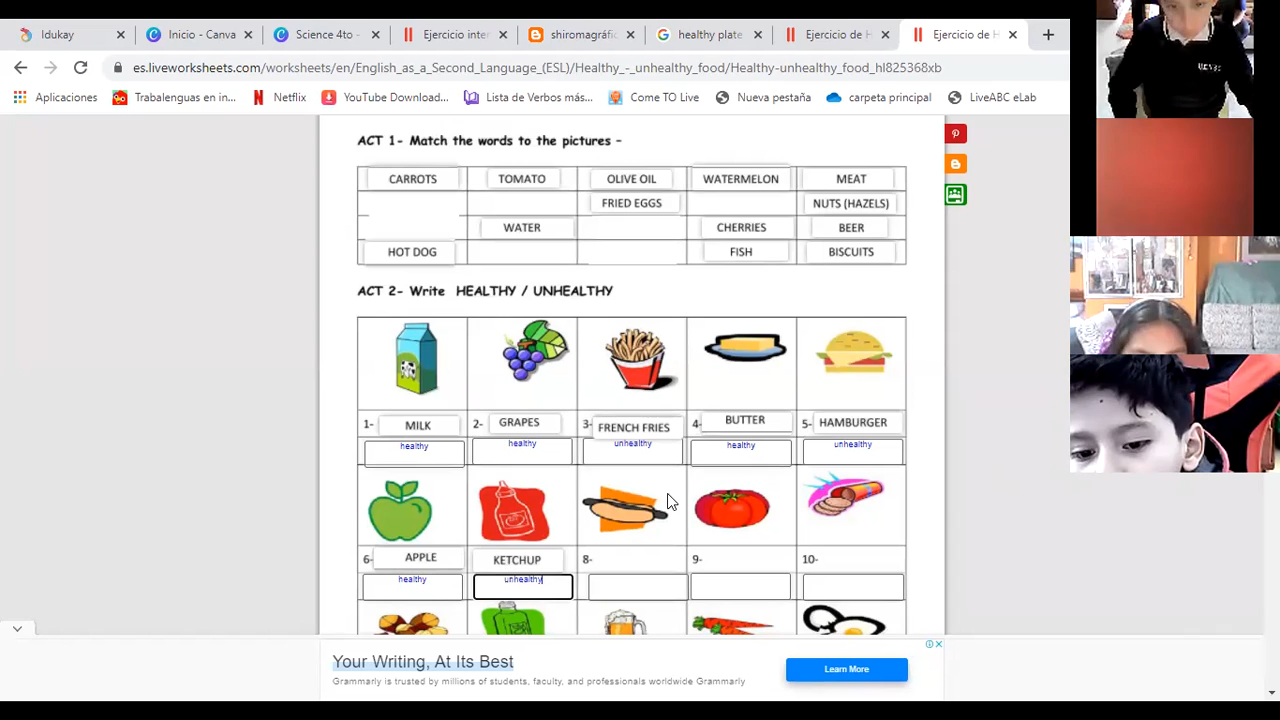 Idukay
Inicio - Canva
Science 4to -
Ejercicio inter
shiromagráfic
healthy plate
Ejercicio de H
Ejercicio de H
es.liveworksheets.com/worksheets/en/English_as_a_Second_Language_(ESL)/Healthy_-_unhealthy_food/Healthy-unhealthy_food_hl825368xb
Aplicaciones
Trabalenguas en in...
Netflix
YouTube Download...
Lista de Verbos más...
Come TO Live
Nueva pestaña
carpeta principal
LiveABC eLab
ACT 1- Match the words to the pictures -
CARROTS TOMATO OLIVE OIL WATERMELON MEAT
FRIED EGGS NUTS (HAZELS)
WATER CHERRIES BEER
HOT DOG FISH BISCUITS
ACT 2- Write HEALTHY / UNHEALTHY
1- MILK 2- GRAPES 3- FRENCH FRIES 4- BUTTER 5- HAMBURGER
healthy healthy unhealthy healthy unhealthy
6- APPLE KETCHUP 8- 9- 10-
healthy unhealthy
Your Writing, At Its Best
Grammarly is trusted by millions of students, faculty, and professionals worldwide Grammarly
Learn More